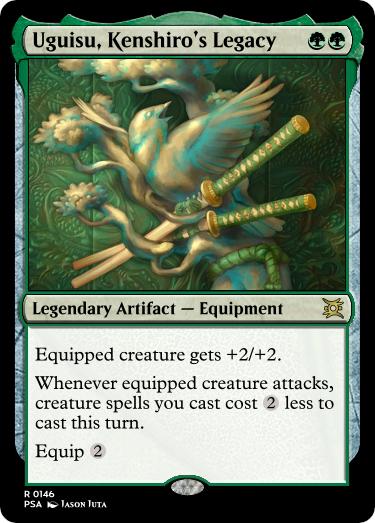 Uguisu, Kenshiro's Legacy
Legendary Artifact — Equipment
Equipped creature gets +2/+2.
Whenever equipped creature attacks,
creature spells you cast cost 2 less to
cast this turn.
Equip 2
R 0146
PSA Jason Juta